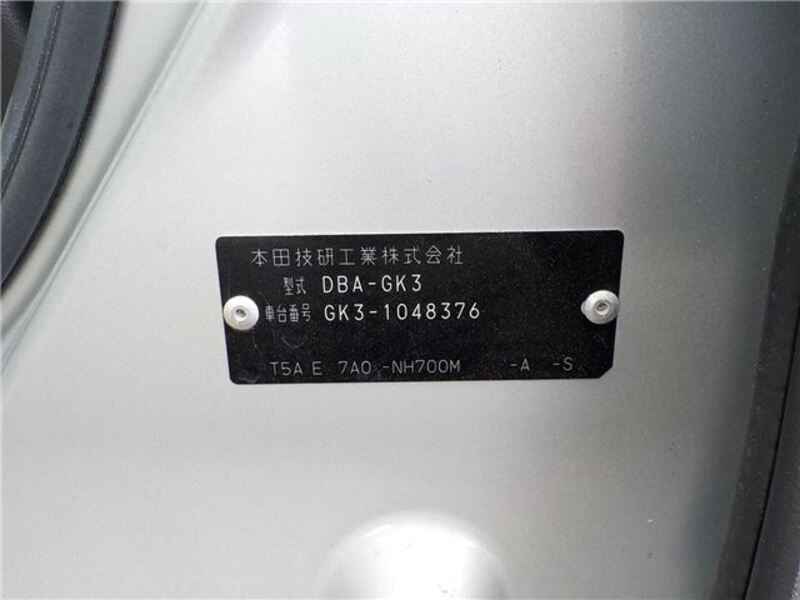 本田技研工業株式会社
型式 DBA-GK3
車台番号 GK3-1048376
T5A E 7A0 -NH700M -A -S